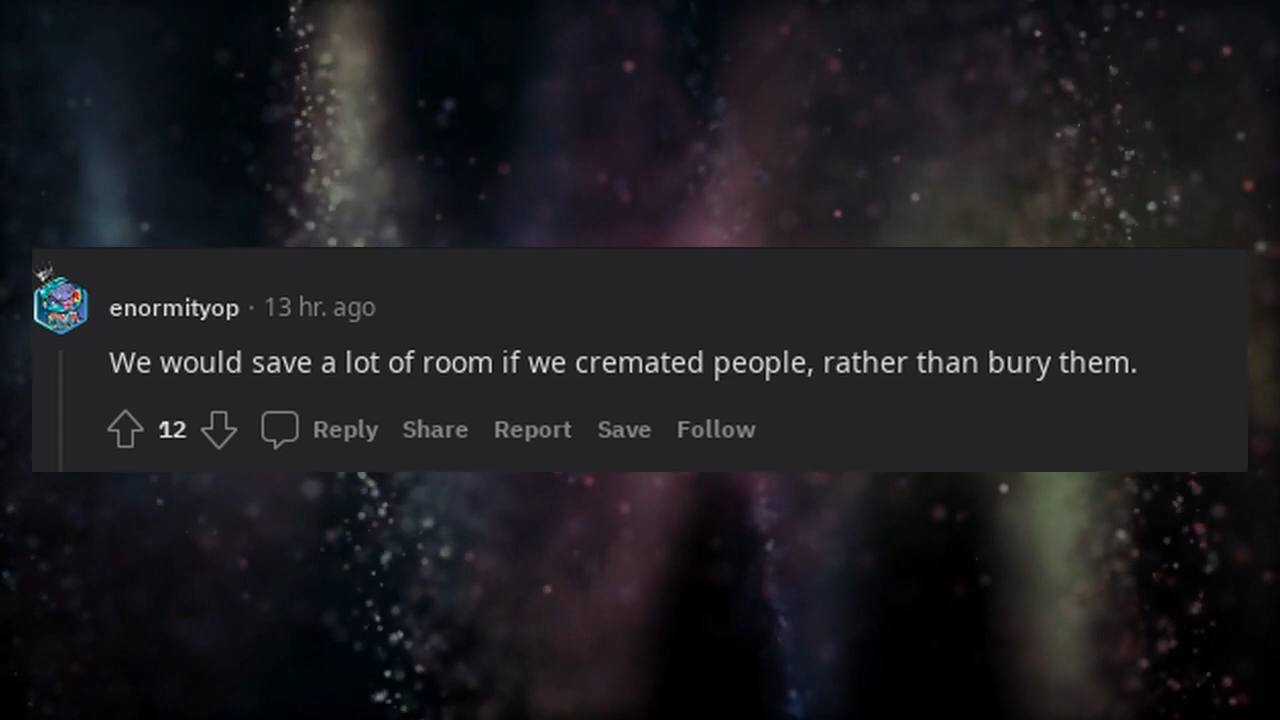 enormityop · 13 hr. ago
We would save a lot of room if we cremated people, rather than bury them.
12 Reply Share Report Save Follow